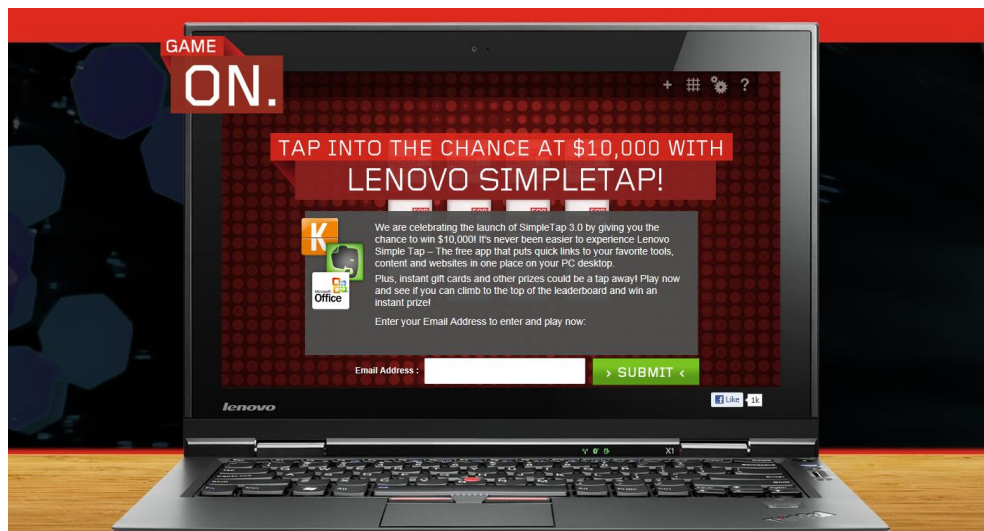 GAME
ON.
+ ?
TAP INTO THE CHANCE AT $10,000 WITH
LENOVO SIMPLETAP!
We are celebrating the launch of SimpleTap 3.0 by giving you the
chance to win $10,000! It's never been easier to experience Lenovo
Simple Tap – The free app that puts quick links to your favorite tools,
content and websites in one place on your PC desktop.
Plus, instant gift cards and other prizes could be a tap away! Play now
and see if you can climb to the top of the leaderboard and win an
instant prize!
Enter your Email Address to enter and play now:
K
Microsoft
Office
Email Address :
> SUBMIT <
Like 1k
lenovo
X1